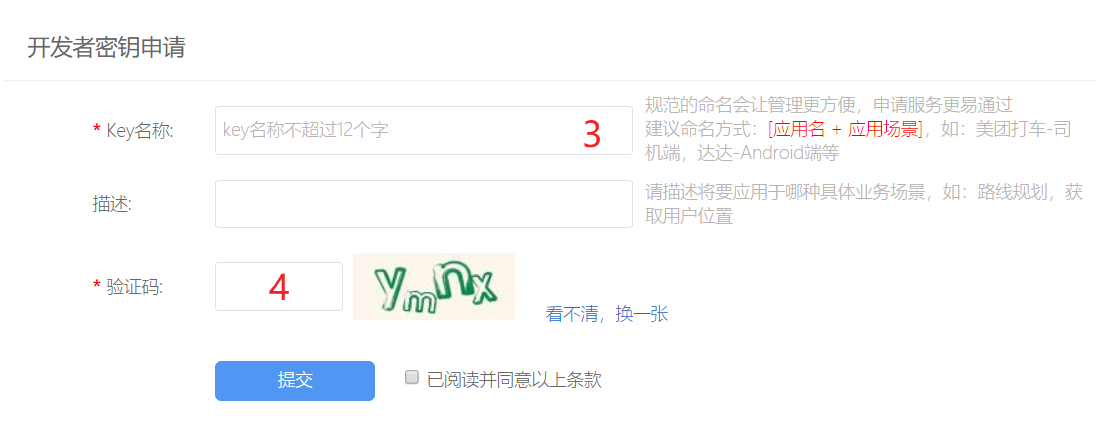 开发者密钥申请
* Key名称:
key名称不超过12个字
3
规范的命名会让管理更方便，申请服务更易通过
建议命名方式：[应用名 + 应用场景]，如：美团打车-司
机端，达达-Android端等
描述:
请描述将要应用于哪种具体业务场景，如：路线规划，获
取用户位置
* 验证码:
4
ymnx
看不清，换一张
提交
已阅读并同意以上条款